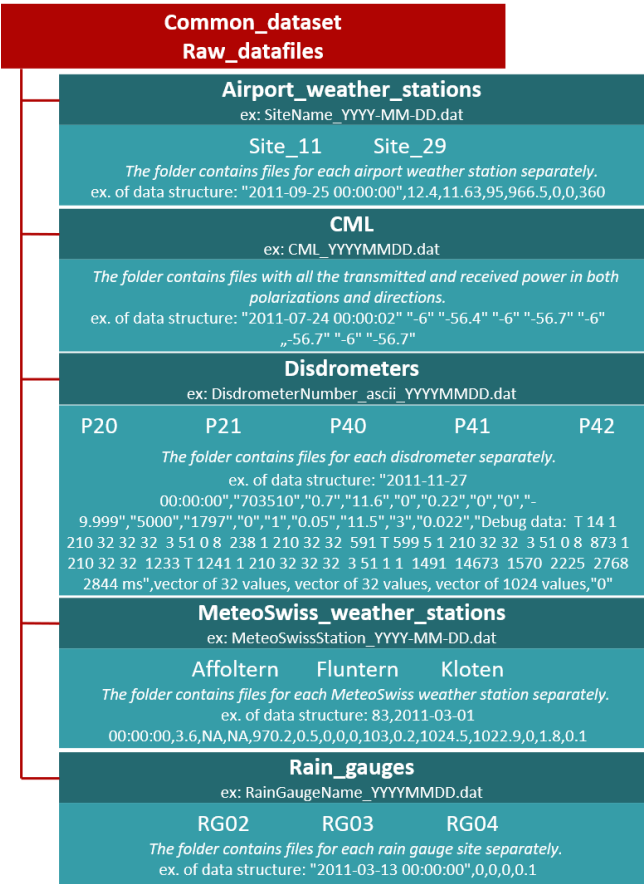 Common_dataset
Raw_datafiles
Airport_weather_stations
ex: SiteName_YYYY-MM-DD.dat
Site_11 Site_29
The folder contains files for each airport weather station separately.
ex. of data structure: "2011-09-25 00:00:00",12.4,11.63,95,966.5,0,0,360
CML
ex: CML_YYYYMMDD.dat
The folder contains files with all the transmitted and received power in both
polarizations and directions.
ex. of data structure: "2011-07-24 00:00:02" "-6" "-56.4" "-6" "-56.7" "-6"
„-56.7" "-6" "-56.7"
Disdrometers
ex: DisdrometerNumber_ascii_YYYYMMDD.dat
P20 P21 P40 P41 P42
The folder contains files for each disdrometer separately.
ex. of data structure: "2011-11-27
00:00:00","703510","0.7","11.6","0","0.22","0","0","-
9.999","5000","1797","0","1","0.05","11.5","3","0.022","Debug data: T 14 1
210 32 32 32 3 51 0 8 238 1 210 32 32 591 T 599 5 1 210 32 32 3 51 0 8 873 1
210 32 32 1233 T 1241 1 210 32 32 32 3 51 1 1 1491 14673 1570 2225 2768
2844 ms",vector of 32 values, vector of 32 values, vector of 1024 values,"0"
MeteoSwiss_weather_stations
ex: MeteoSwissStation_YYYY-MM-DD.dat
Affoltern Fluntern Kloten
The folder contains files for each MeteoSwiss weather station separately.
ex. of data structure: 83,2011-03-01
00:00:00,3.6,NA,NA,970.2,0.5,0,0,0,103,0.2,1024.5,1022.9,0,1.8,0.1
Rain_gauges
ex: RainGaugeName_YYYYMMDD.dat
RG02 RG03 RG04
The folder contains files for each rain gauge site separately.
ex. of data structure: "2011-03-13 00:00:00",0,0,0,0.1